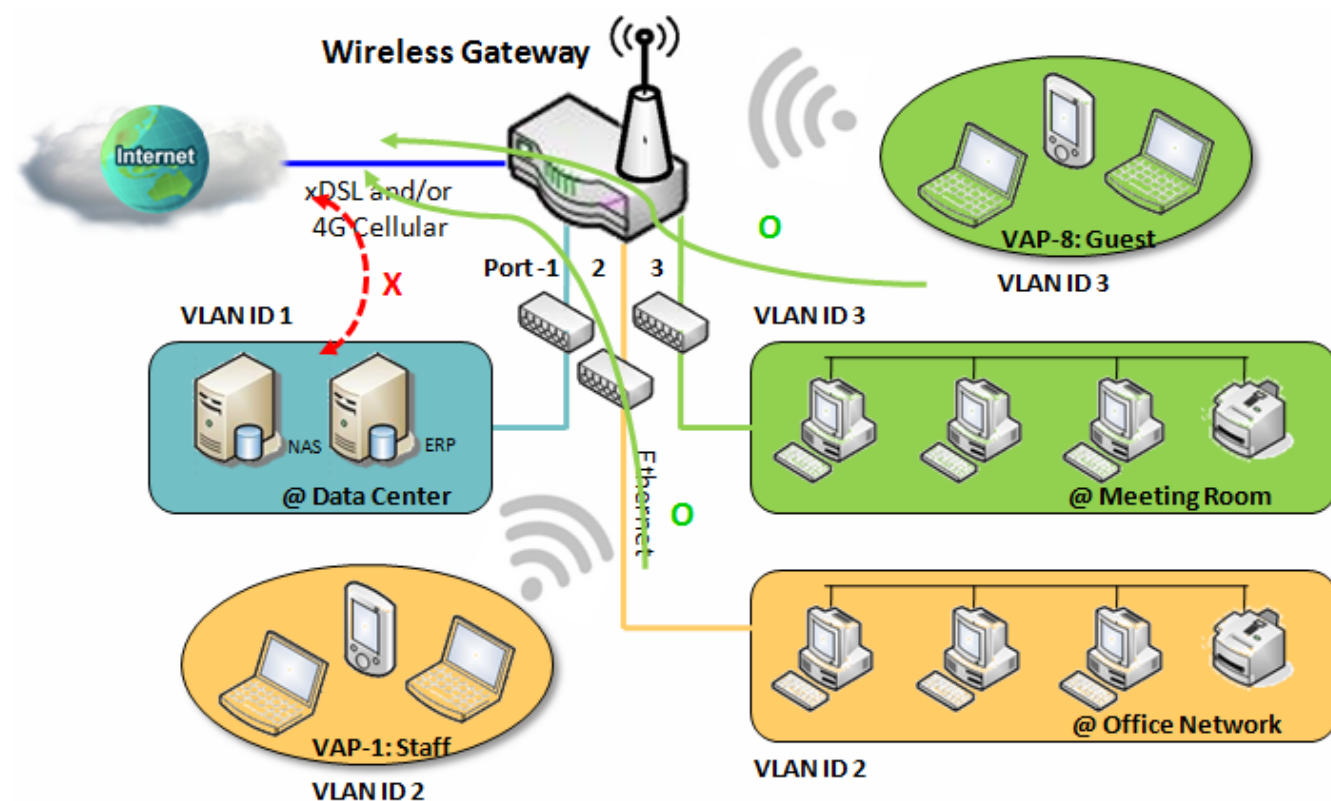 Wireless Gateway
Internet
xDSL and/or
4G Cellular
O
VAP-8: Guest
VLAN ID 3
Port -1 2 3
X
VLAN ID 1
VLAN ID 3
NAS
ERP
@ Data Center
Ethernet
O
@ Meeting Room
VAP-1: Staff
VLAN ID 2
@ Office Network
VLAN ID 2